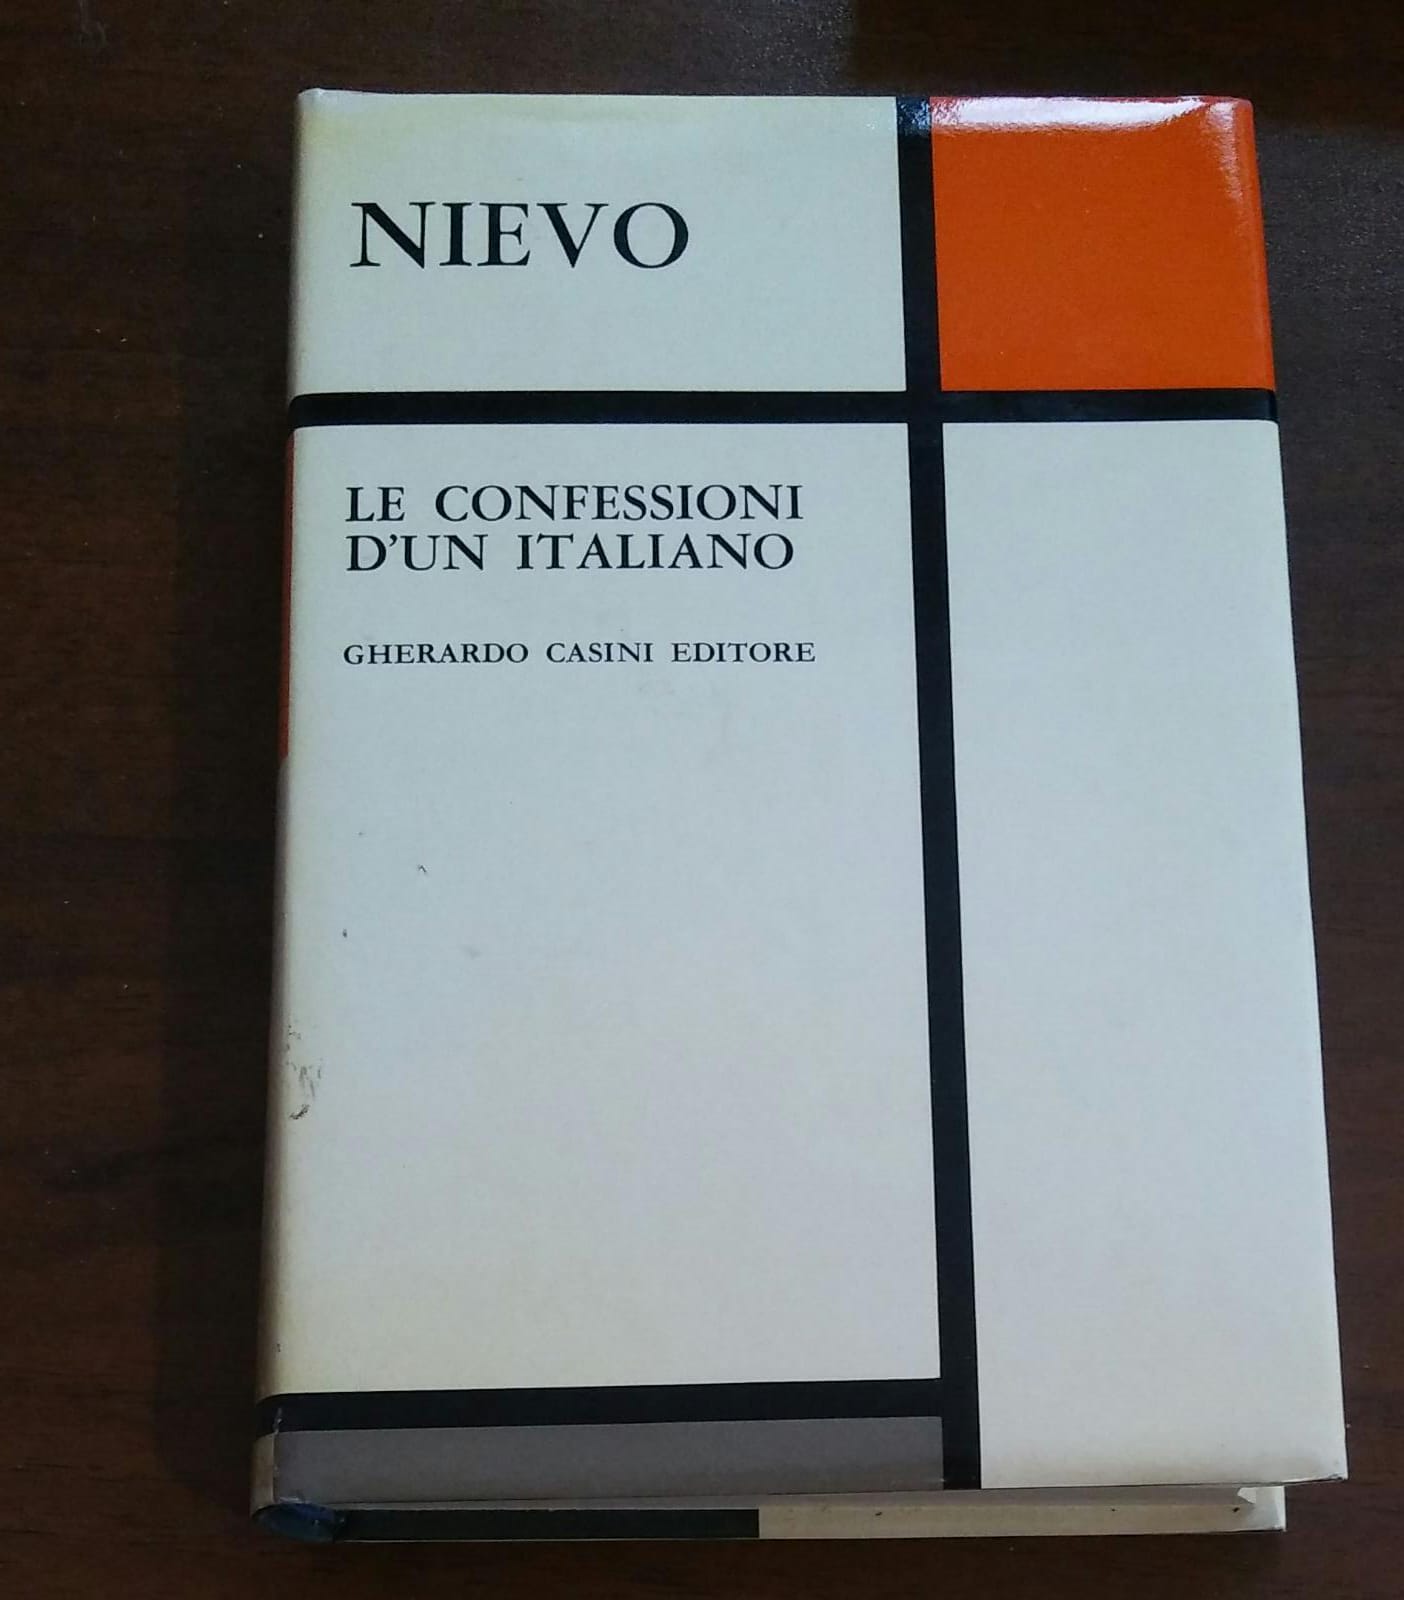 NIEVO
LE CONFESSIONI
D'UN ITALIANO
GHERARDO CASINI EDITORE